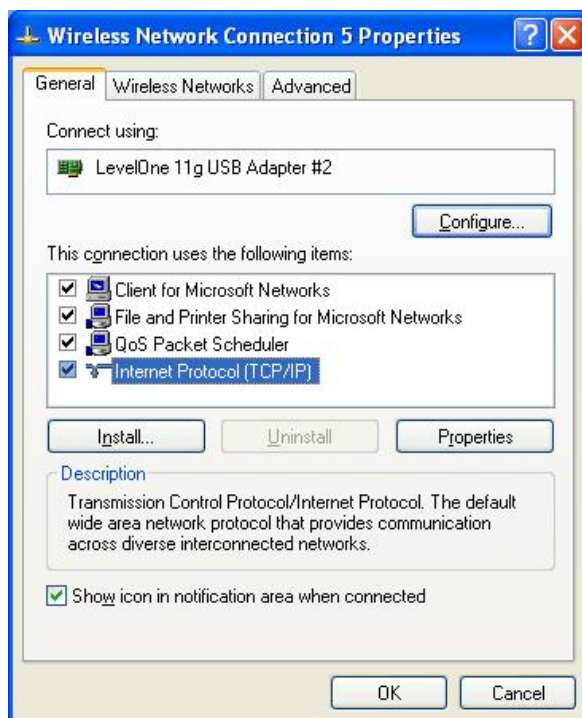 Wireless Network Connection 5 Properties
General Wireless Networks Advanced
Connect using:
LevelOne 11g USB Adapter #2
Configure...
This connection uses the following items:
Client for Microsoft Networks
File and Printer Sharing for Microsoft Networks
QoS Packet Scheduler
Internet Protocol (TCP/IP)
Install... Uninstall Properties
Description
Transmission Control Protocol/Internet Protocol. The default
wide area network protocol that provides communication
across diverse interconnected networks.
Show icon in notification area when connected
OK Cancel